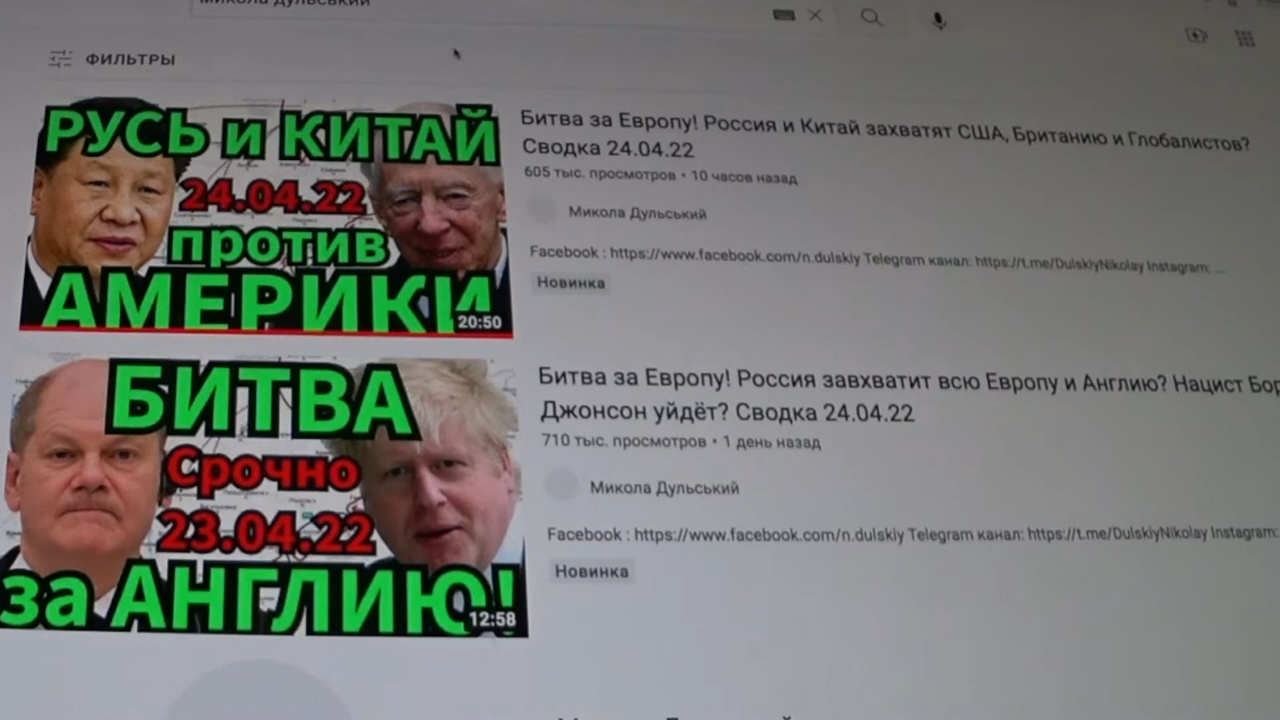 микола дульський
ФИЛЬТРЫ
РУСЬ и КИТАЙ
24.04.22
против
АМЕРИКИ
20:50
Битва за Европу! Россия и Китай захватят США, Британию и Глобалистов?
Сводка 24.04.22
605 тыс. просмотров • 10 часов назад
Микола Дульський
Facebook : https://www.facebook.com/n.dulskiy Telegram канал: https://t.me/DulskiyNikolay Instagram: ...
Новинка
БИТВА
Срочно
23.04.22
за АНГЛИЮ!
12:58
Битва за Европу! Россия завхватит всю Европу и Англию? Нацист Бор
Джонсон уйдёт? Сводка 24.04.22
710 тыс. просмотров • 1 день назад
Микола Дульський
Facebook : https://www.facebook.com/n.dulskiy Telegram канал: https://t.me/DulskiyNikolay Instagram:
Новинка